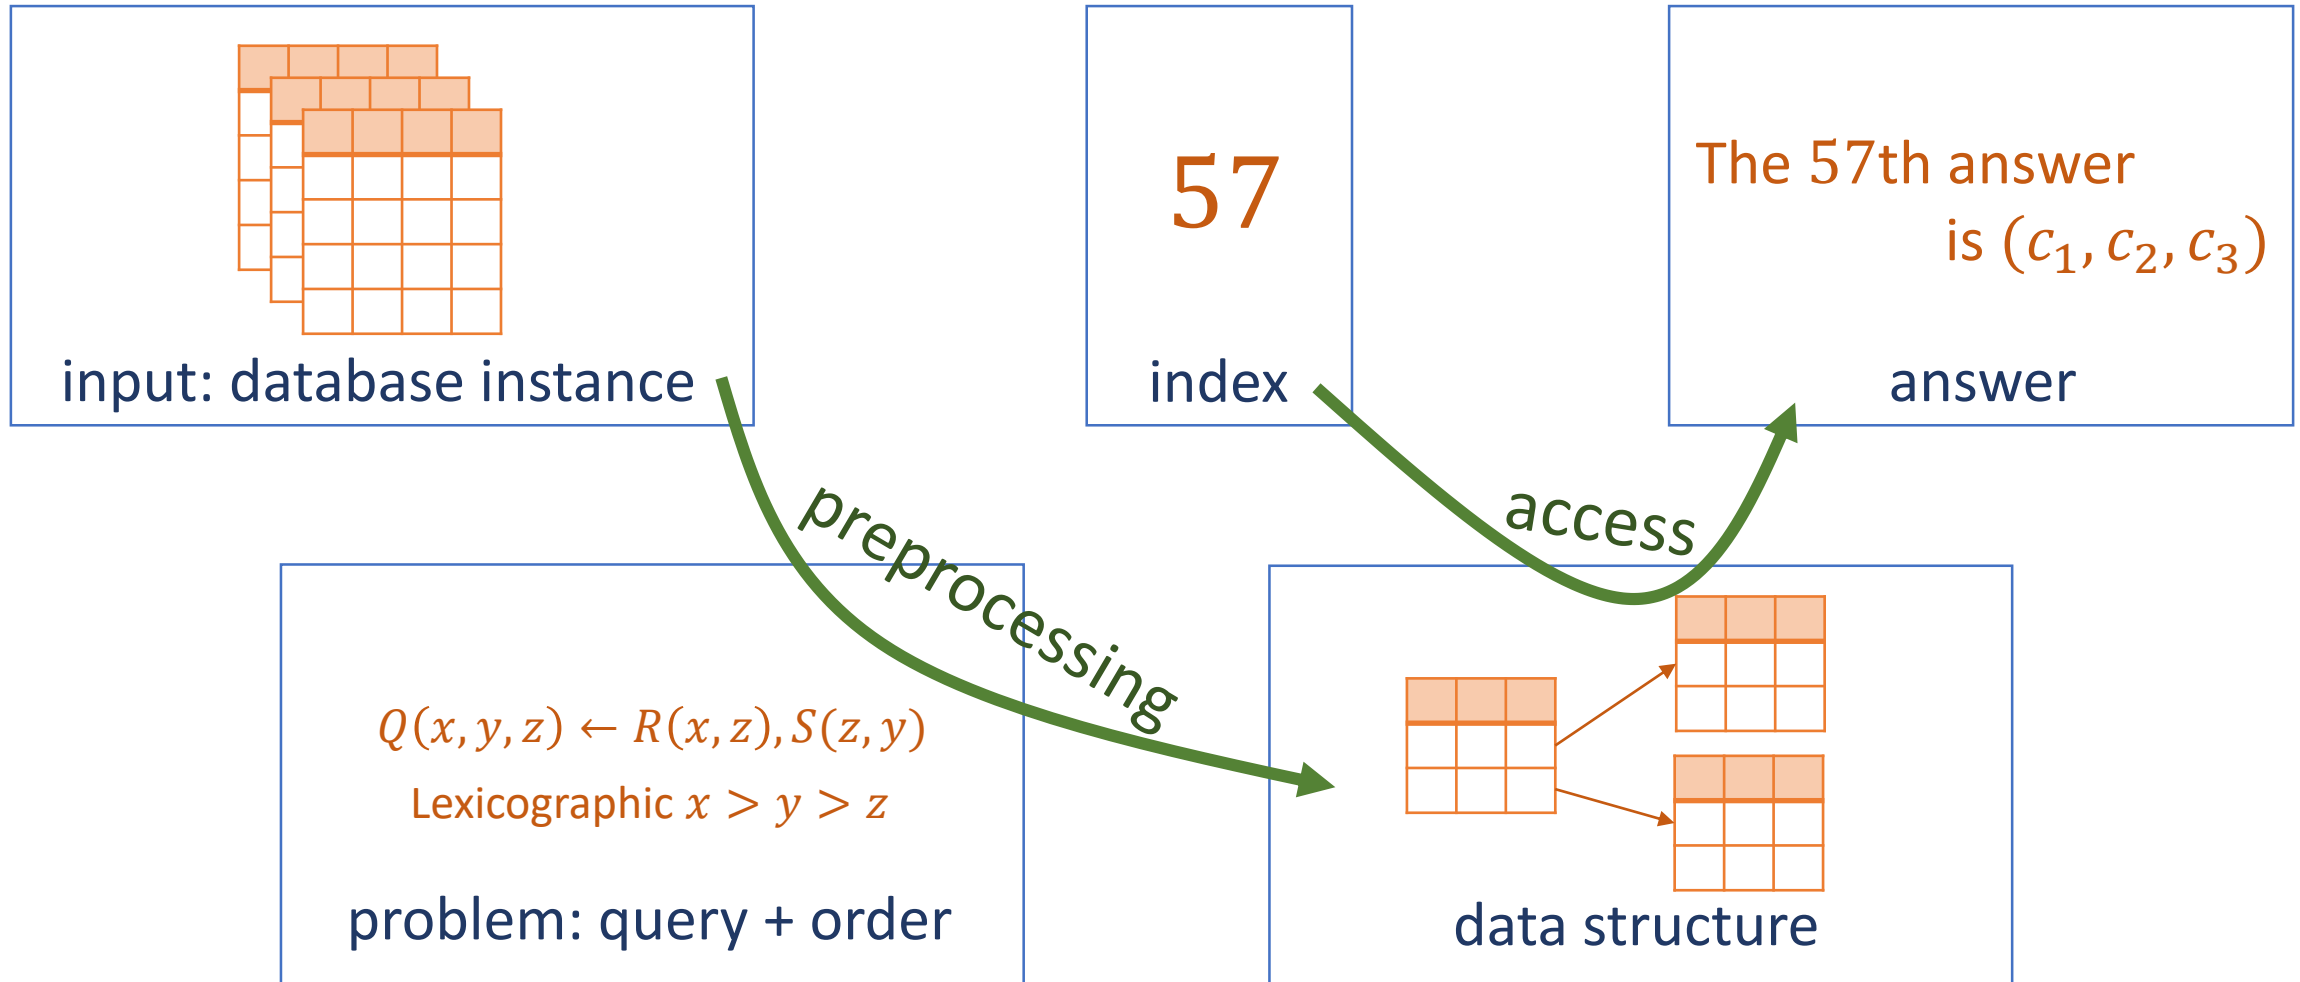 57
The 57th answer
is (c₁, c₂, c₃)
input: database instance
index
answer
preprocessing
access
Q(x, y, z) ← R(x, z), S(z, y)
Lexicographic x > y > z
problem: query + order
data structure